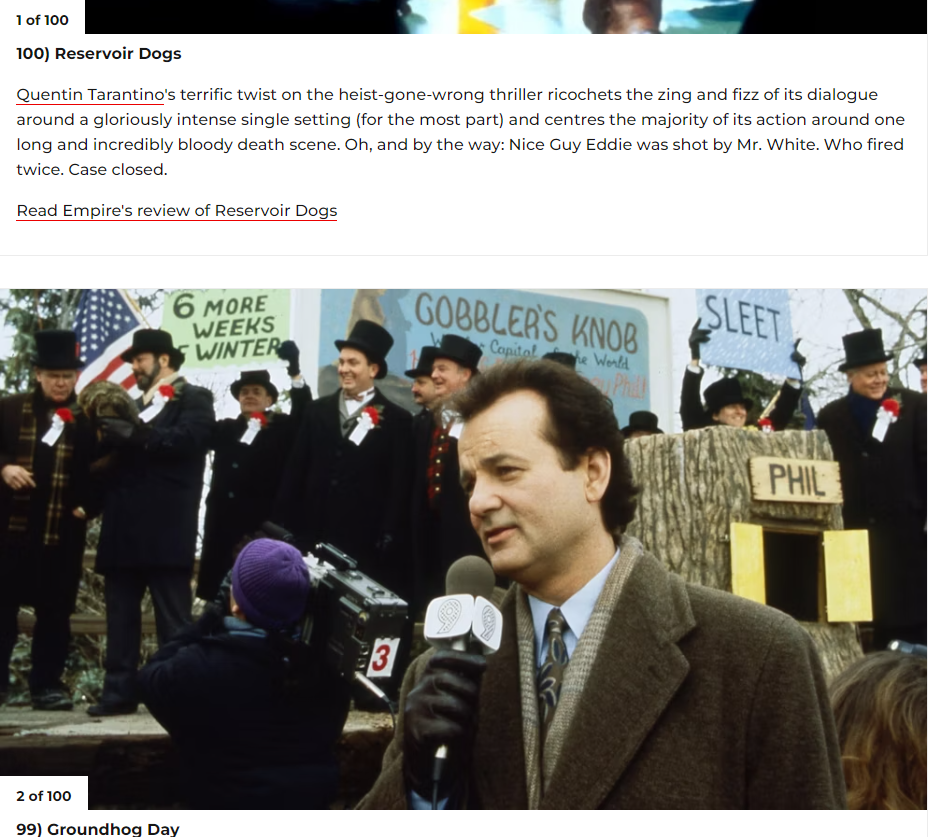 1 of 100
100) Reservoir Dogs
Quentin Tarantino's terrific twist on the heist-gone-wrong thriller ricochets the zing and fizz of its dialogue
around a gloriously intense single setting (for the most part) and centres the majority of its action around one
long and incredibly bloody death scene. Oh, and by the way: Nice Guy Eddie was shot by Mr. White. Who fired
twice. Case closed.
Read Empire's review of Reservoir Dogs
6 MORE
WEEKS
WINTER
GOBBLER'S KNOB
Capital the World
Phil!
SLEET
PHIL
9 9
3
2 of 100
99) Groundhog Day